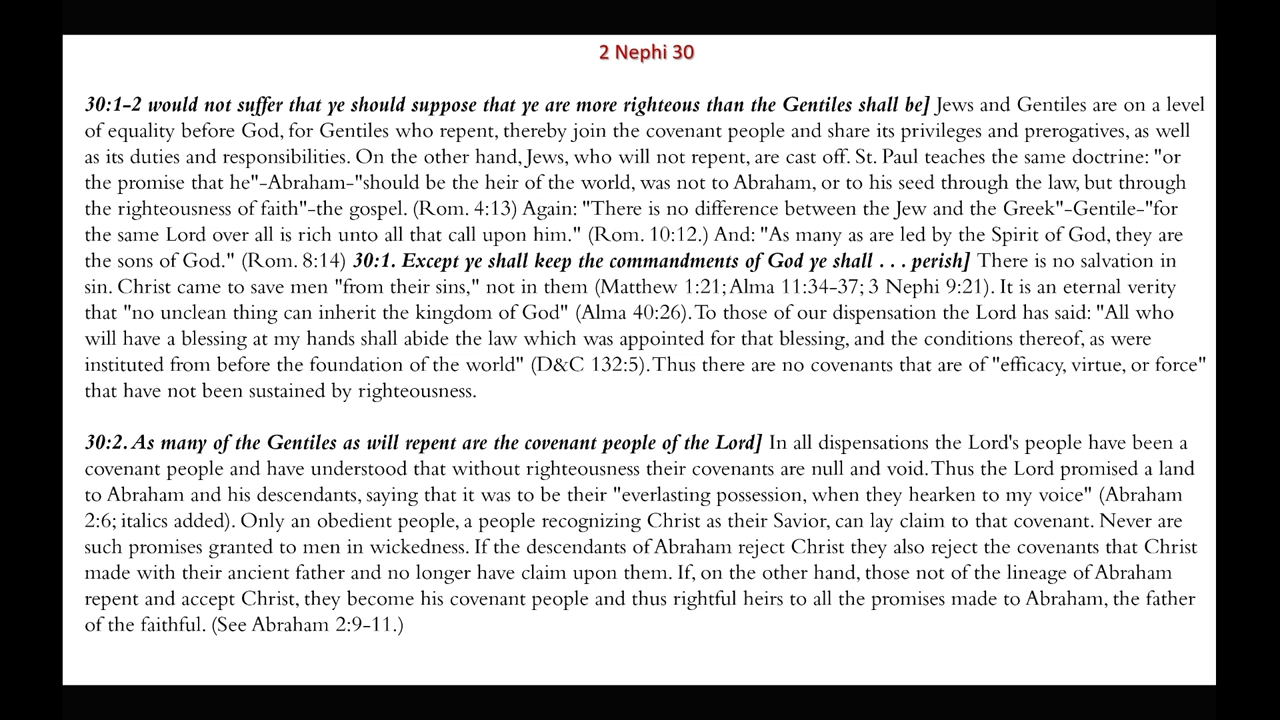 2 Nephi 30
30:1-2 would not suffer that ye should suppose that ye are more righteous than the Gentiles shall be] Jews and Gentiles are on a level
of equality before God, for Gentiles who repent, thereby join the covenant people and share its privileges and prerogatives, as well
as its duties and responsibilities. On the other hand, Jews, who will not repent, are cast off. St. Paul teaches the same doctrine: "or
the promise that he"-Abraham-"should be the heir of the world, was not to Abraham, or to his seed through the law, but through
the righteousness of faith"-the gospel. (Rom. 4:13) Again: "There is no difference between the Jew and the Greek"-Gentile-"for
the same Lord over all is rich unto all that call upon him." (Rom. 10:12.) And: "As many as are led by the Spirit of God, they are
the sons of God." (Rom. 8:14) 30:1. Except ye shall keep the commandments of God ye shall . . . perish] There is no salvation in
sin. Christ came to save men "from their sins," not in them (Matthew 1:21; Alma 11:34-37; 3 Nephi 9:21). It is an eternal verity
that "no unclean thing can inherit the kingdom of God" (Alma 40:26). To those of our dispensation the Lord has said: "All who
will have a blessing at my hands shall abide the law which was appointed for that blessing, and the conditions thereof, as were
instituted from before the foundation of the world" (D&C 132:5). Thus there are no covenants that are of "efficacy, virtue, or force"
that have not been sustained by righteousness.
30:2. As many of the Gentiles as will repent are the covenant people of the Lord] In all dispensations the Lord's people have been a
covenant people and have understood that without righteousness their covenants are null and void. Thus the Lord promised a land
to Abraham and his descendants, saying that it was to be their "everlasting possession, when they hearken to my voice" (Abraham
2:6; italics added). Only an obedient people, a people recognizing Christ as their Savior, can lay claim to that covenant. Never are
such promises granted to men in wickedness. If the descendants of Abraham reject Christ they also reject the covenants that Christ
made with their ancient father and no longer have claim upon them. If, on the other hand, those not of the lineage of Abraham
repent and accept Christ, they become his covenant people and thus rightful heirs to all the promises made to Abraham, the father
of the faithful. (See Abraham 2:9-11.)